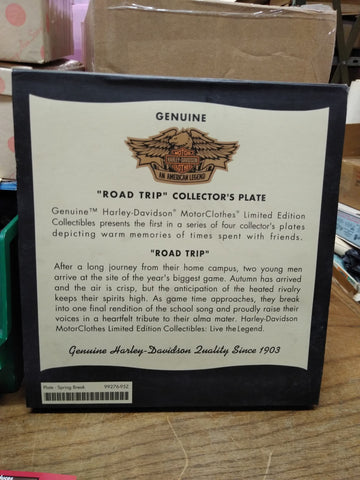 GENUINE
MOTOR
HARLEY-DAVIDSON
CYCLES
AN AMERICAN LEGEND
"ROAD TRIP" COLLECTOR'S PLATE
Genuine™ Harley-Davidson® MotorClothes® Limited Edition
Collectibles presents the first in a series of four collector's plates
depicting warm memories of times spent with friends.
"ROAD TRIP"
After a long journey from their home campus, two young men
arrive at the site of the year's biggest game. Autumn has arrived
and the air is crisp, but the anticipation of the heated rivalry
keeps their spirits high. As game time approaches, they break
into one final rendition of the school song and proudly raise their
voices in a heartfelt tribute to their alma mater. Harley-Davidson
MotorClothes Limited Edition Collectibles: Live the Legend.
Genuine Harley-Davidson Quality Since 1903
Plate - Spring Break 99276-95Z